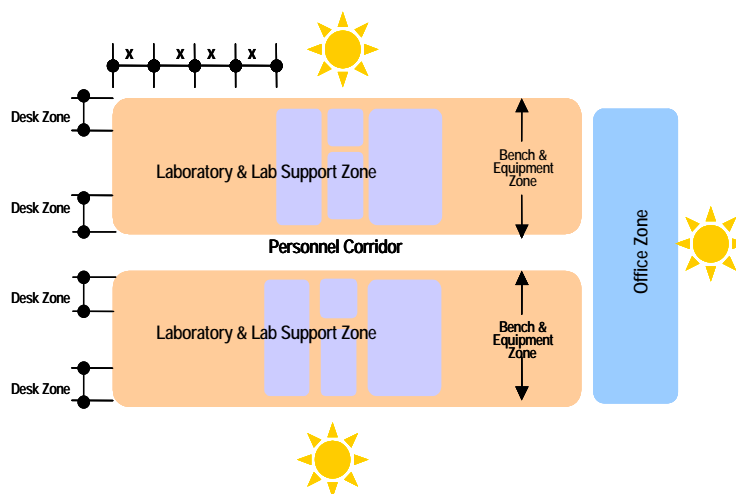 x x x x
Desk Zone
Laboratory & Lab Support Zone
Bench &
Equipment
Zone
Desk Zone
Personnel Corridor
Office Zone
Desk Zone
Laboratory & Lab Support Zone
Bench &
Equipment
Zone
Desk Zone